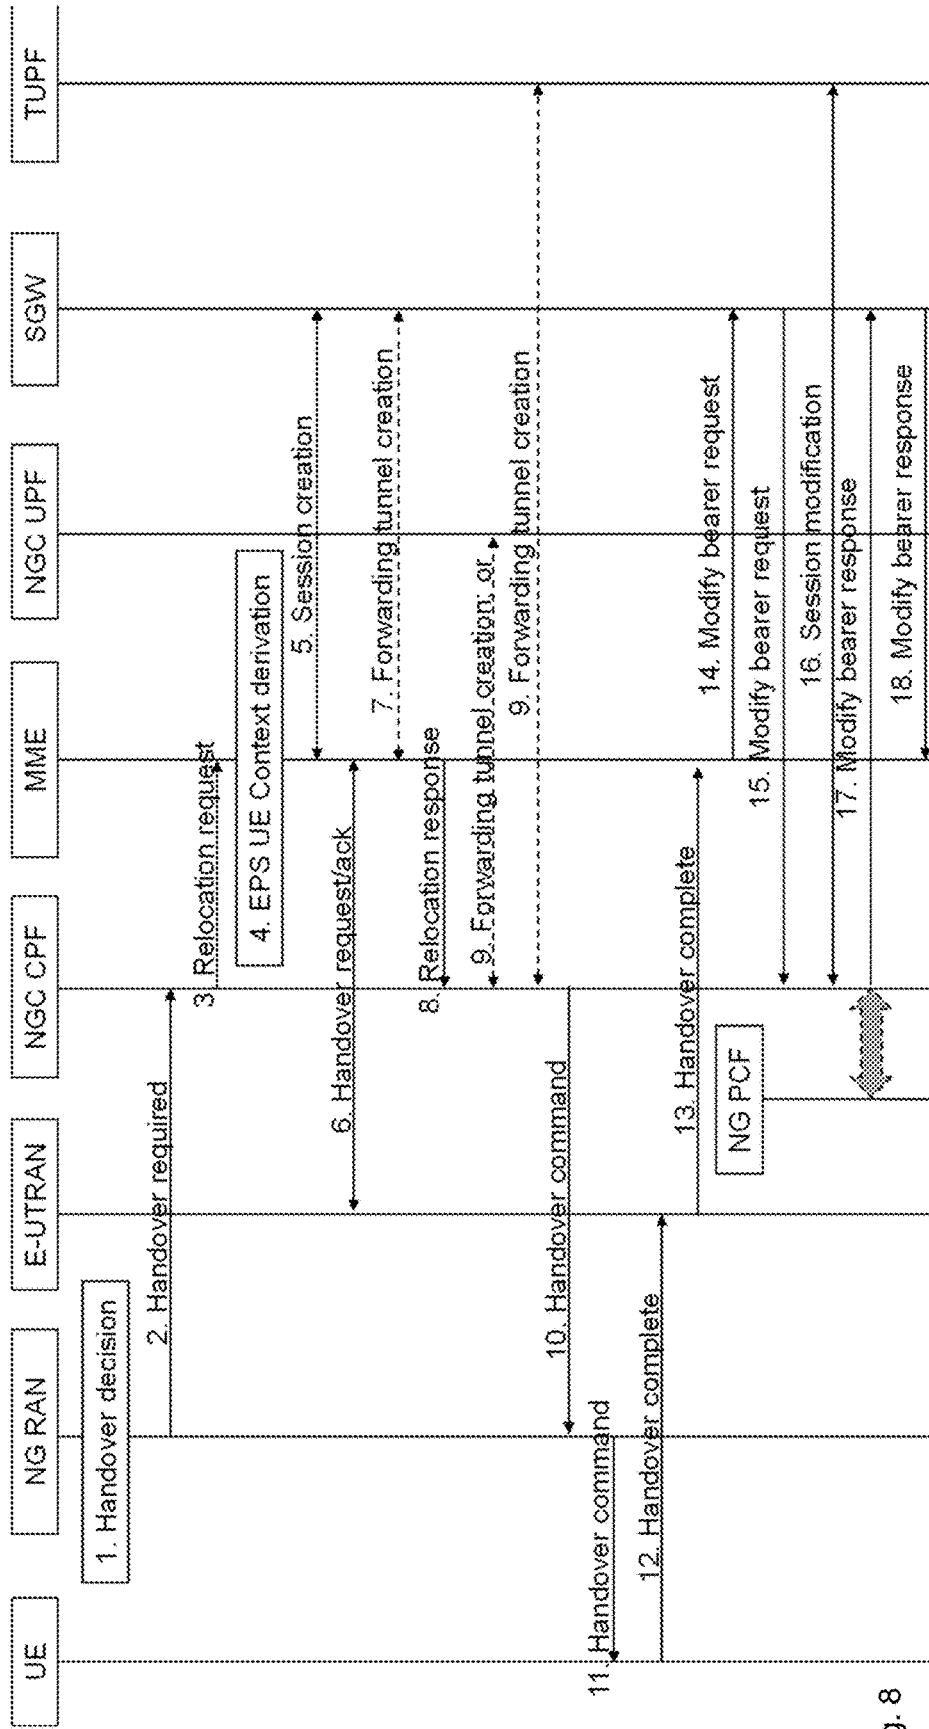 UE
NG RAN
E-UTRAN
NGC CPF
MME
NGC UPF
SGW
TUPF
1. Handover decision
2. Handover required
3. Relocation request
4. EPS UE Context derivation
5. Session creation
6. Handover request/ack
7. Forwarding tunnel creation
8. Relocation response
9. Forwarding tunnel creation; or
9. Forwarding tunnel creation
10. Handover command
11. Handover command
12. Handover complete
13. Handover complete
NG PCF
14. Modify bearer request
15. Modify bearer request
16. Session modification
17. Modify bearer response
18. Modify bearer response
g. 8